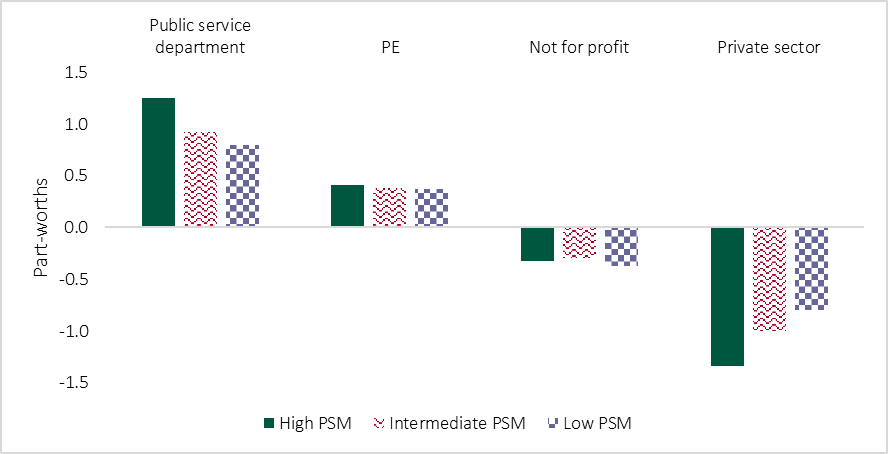 Public service
department
PE
Not for profit
Private sector
1.5
1.0
0.5
0.0
-0.5
-1.0
-1.5
Part-worths
High PSM
Intermediate PSM
Low PSM